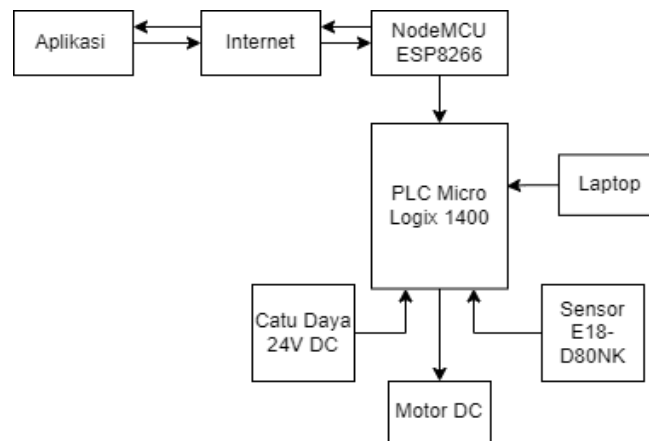 Aplikasi
Internet
NodeMCU
ESP8266
PLC Micro
Logix 1400
Laptop
Catu Daya
24V DC
Sensor
E18-
D80NK
Motor DC